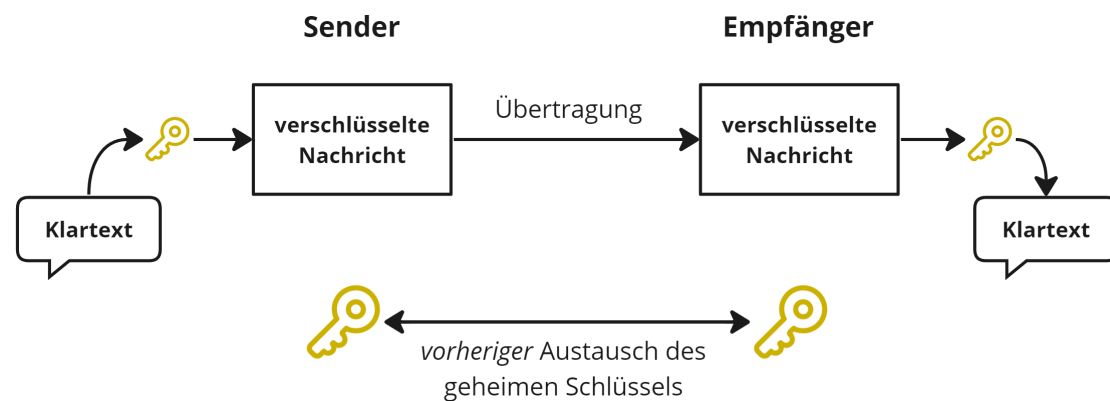 Sender
Empfänger
Übertragung
verschlüsselte
Nachricht
verschlüsselte
Nachricht
Klartext
Klartext
vorheriger Austausch des
geheimen Schlüssels